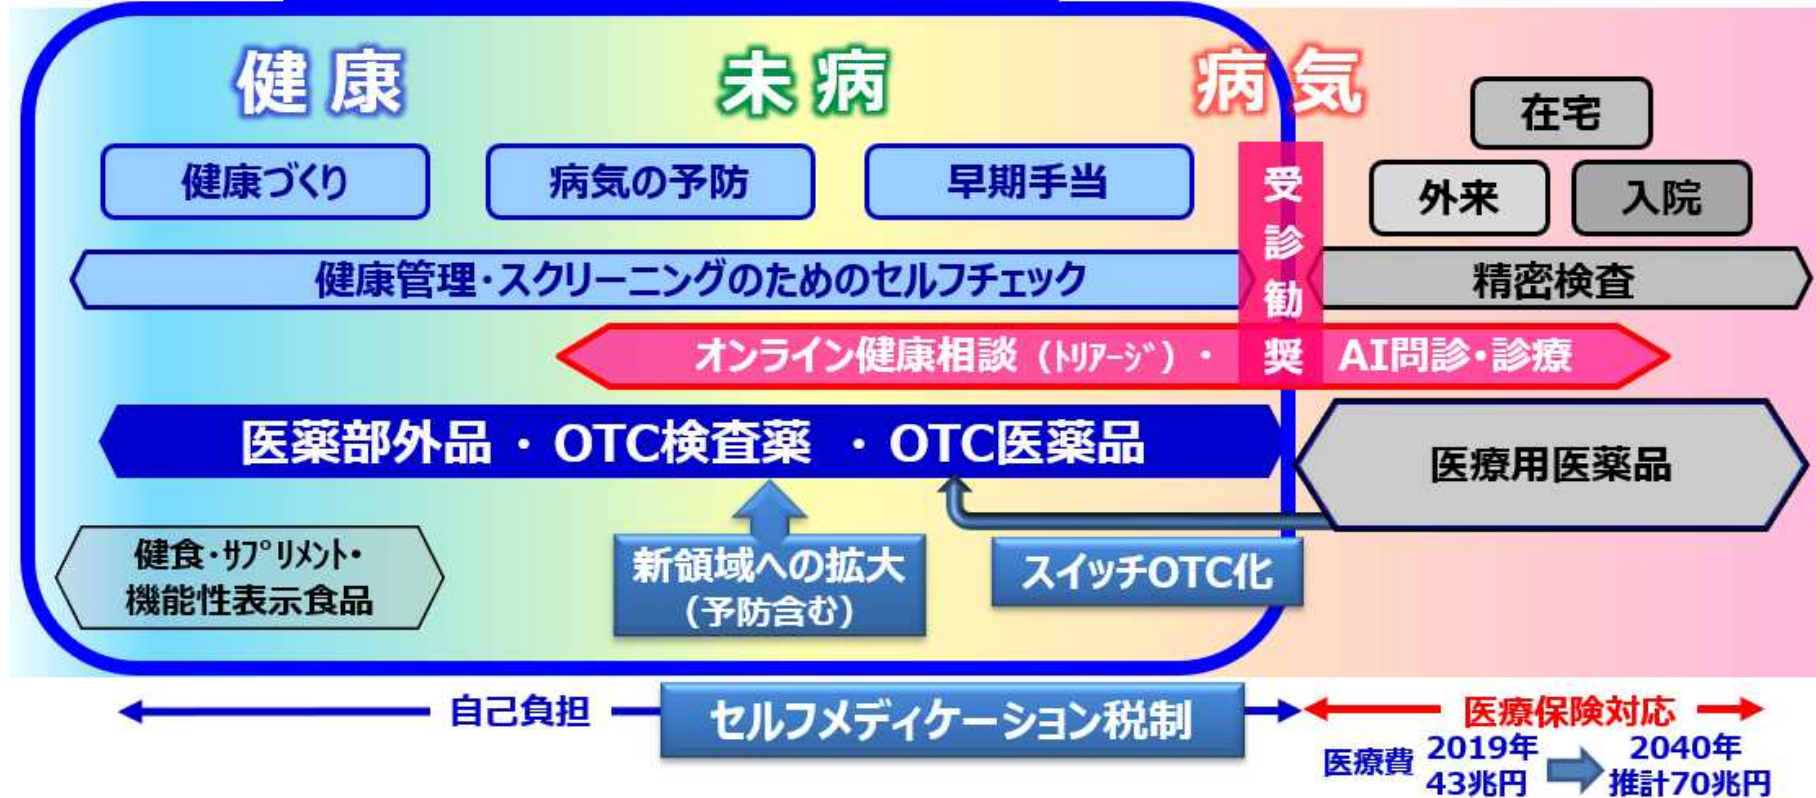 健康
未病
病気
在宅
健康づくり
病気の予防
早期手当
外来
入院
受診勧奨
健康管理・スクリーニングのためのセルフチェック
精密検査
オンライン健康相談（ﾄﾘｱｰｼﾞ）・
AI問診・診療
医薬部外品 ・ OTC検査薬 ・ OTC医薬品
医療用医薬品
健食・ｻﾌﾟﾘﾒﾝﾄ・
機能性表示食品
新領域への拡大
（予防含む）
スイッチOTC化
自己負担
セルフメディケーション税制
医療保険対応
医療費
2019年
43兆円
2040年
推計70兆円